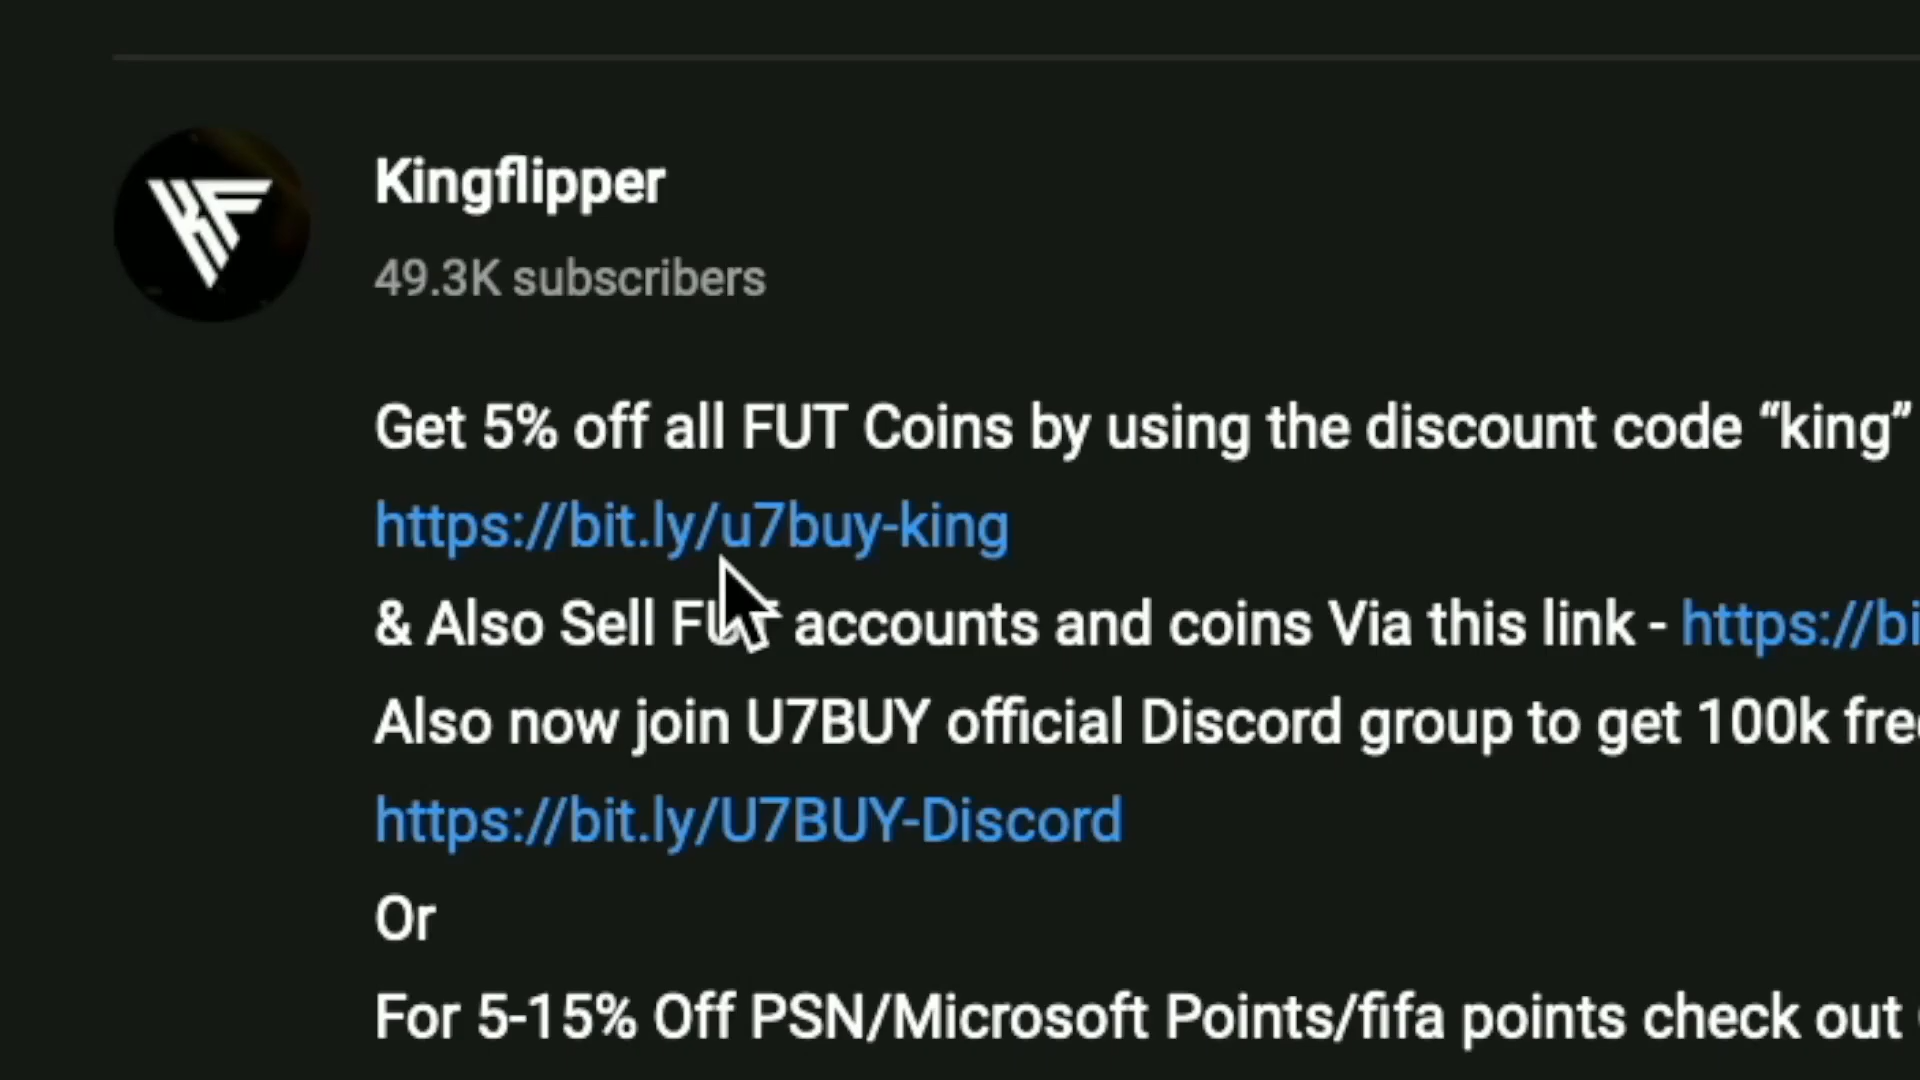 KF
Kingflipper
49.3K subscribers
Get 5% off all FUT Coins by using the discount code “king”
https://bit.ly/u7buy-king
& Also Sell FUT accounts and coins Via this link - https://bi
Also now join U7BUY official Discord group to get 100k free
https://bit.ly/U7BUY-Discord
Or
For 5-15% Off PSN/Microsoft Points/fifa points check out